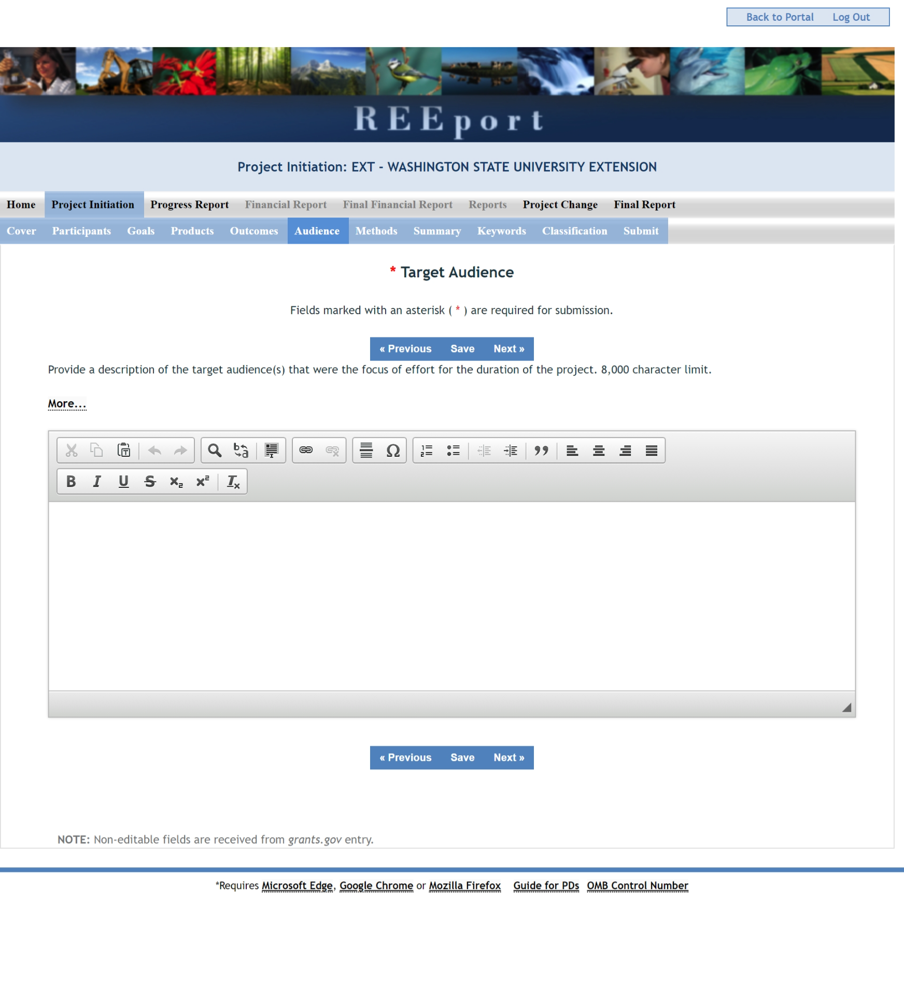 Back to Portal Log Out
REEport
Project Initiation: EXT - WASHINGTON STATE UNIVERSITY EXTENSION
Home Project Initiation Progress Report Financial Report Final Financial Report Reports Project Change Final Report
Cover Participants Goals Products Outcomes Audience Methods Summary Keywords Classification Submit
* Target Audience
Fields marked with an asterisk ( * ) are required for submission.
« Previous Save Next »
Provide a description of the target audience(s) that were the focus of effort for the duration of the project. 8,000 character limit.
More...
« Previous Save Next »
NOTE: Non-editable fields are received from grants.gov entry.
*Requires Microsoft Edge, Google Chrome or Mozilla Firefox Guide for PDs OMB Control Number